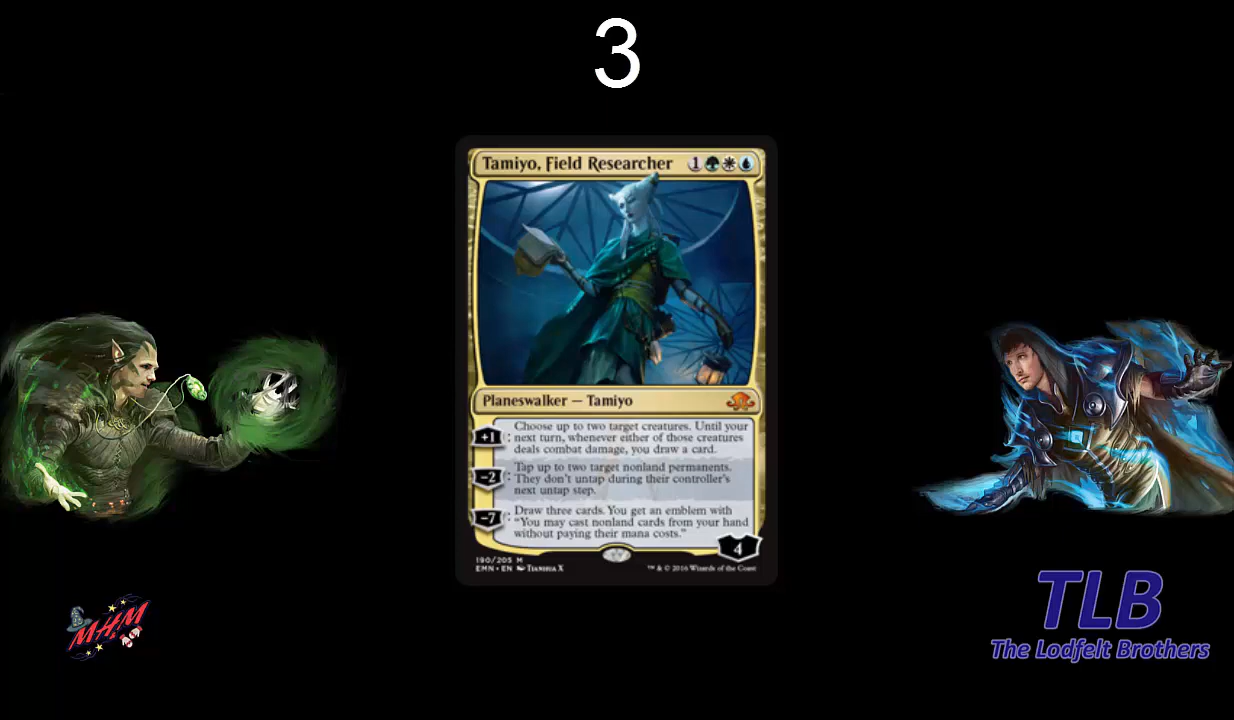 3
Tamiyo, Field Researcher 1
Planeswalker — Tamiyo
+1: Choose up to two target creatures. Until your
next turn, whenever either of those creatures
deals combat damage, you draw a card.
-2: Tap up to two target nonland permanents.
They don't untap during their controller's
next untap step.
-7: Draw three cards. You get an emblem with
"You may cast nonland cards from your hand
without paying their mana costs."
4
190/205 M
EMN • EN Tianhua X
™ & © 2016 Wizards of the Coast
MHM
TLB
The Lodfelt Brothers